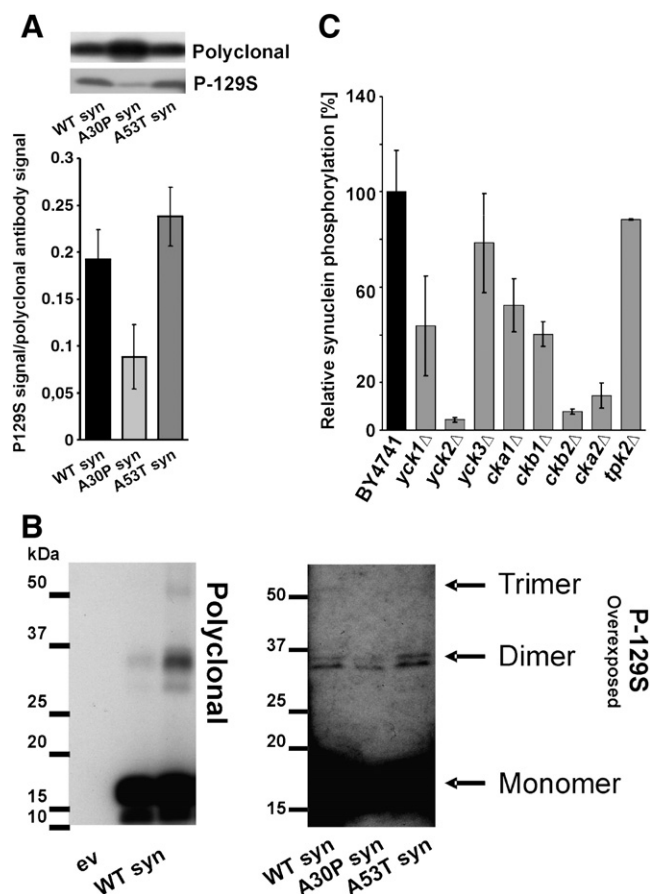 A
Polyclonal
P-129S
WT syn
A30P syn
A53T syn
P129S signal/polyclonal antibody signal
0.3
0.25
0.2
0.15
0.1
0,05
0
WT syn
A30P syn
A53T syn
C
Relative synuclein phosphorylation [%]
140
100
60
40
20
0
BY4741
yck1Δ
yck2Δ
yck3Δ
cka1Δ
ckb1Δ
ckb2Δ
cka2Δ
tpk2Δ
B
kDa
50
37
25
20
15
10
ev
WT syn
Polyclonal
50
37
25
20
15
WT syn
A30P syn
A53T syn
Trimer
Dimer
Monomer
P-129S
Overexposed